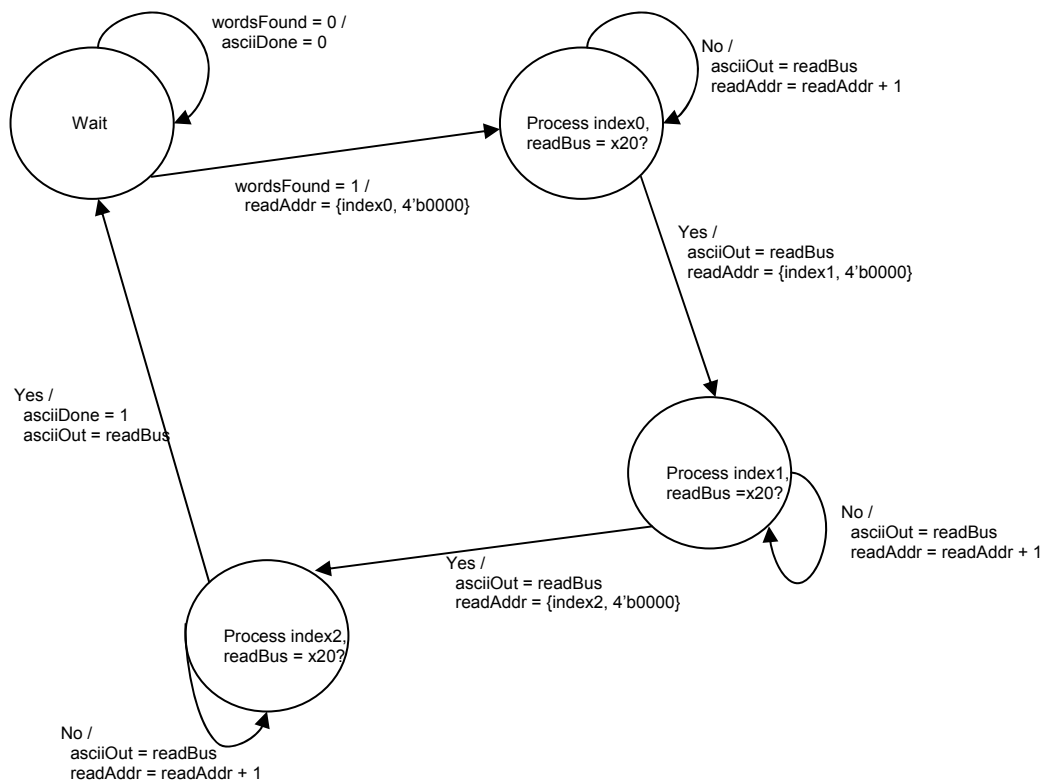 wordsFound = 0 /
asciiDone = 0
No /
asciiOut = readBus
readAddr = readAddr + 1
Wait
Process index0,
readBus = x20?
wordsFound = 1 /
readAddr = {index0, 4'b0000}
Yes /
asciiOut = readBus
readAddr = {index1, 4'b0000}
Yes /
asciiDone = 1
asciiOut = readBus
Process index1,
readBus =x20?
No /
asciiOut = readBus
readAddr = readAddr + 1
Yes /
asciiOut = readBus
readAddr = {index2, 4'b0000}
Process index2,
readBus = x20?
No /
asciiOut = readBus
readAddr = readAddr + 1